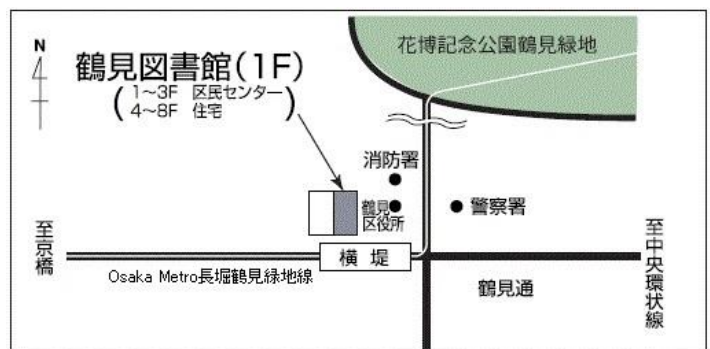 N
花博記念公園鶴見緑地
鶴見図書館(1F)
(1~3F 区民センター
4~8F 住宅)
消防署
鶴見
区役所
警察署
至京橋
横堤
至中央環状線
Osaka Metro長堀鶴見緑地線
鶴見通